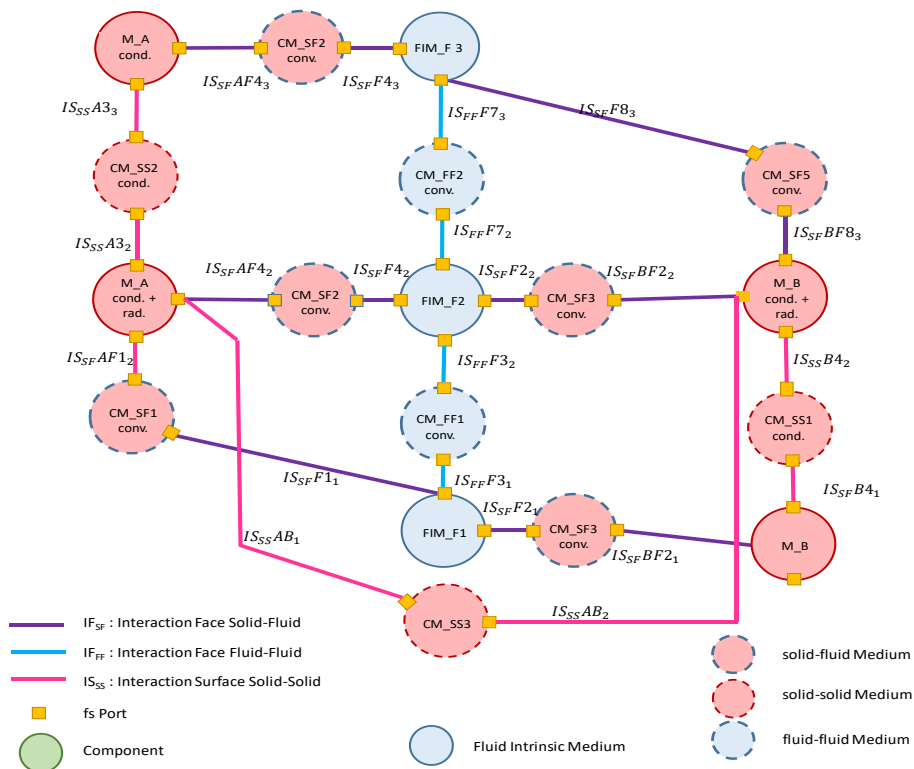 M_A
cond.
CM_SF2
conv.
FIM_F 3
IS_SF AF4_3
IS_SF F4_3
IS_SS A3_3
IS_FF F7_3
IS_SF F8_3
CM_SS2
cond.
CM_FF2
conv.
CM_SF5
conv.
IS_SS A3_2
IS_FF F7_2
IS_SF BF8_3
IS_SF AF4_2
IS_SF F4_2
IS_SF F2_2
IS_SF BF2_2
M_A
cond. +
rad.
CM_SF2
conv.
FIM_F2
CM_SF3
conv.
M_B
cond. +
rad.
IS_SF AF1_2
IS_FF F3_2
IS_SS B4_2
CM_SF1
conv.
CM_FF1
conv.
CM_SS1
cond.
IS_SF F1_1
IS_FF F3_1
IS_SF B4_1
IS_SF F2_1
FIM_F1
CM_SF3
conv.
M_B
IS_SS AB_1
IS_SF BF2_1
IS_SS AB_2
CM_SS3
IF_SF : Interaction Face Solid-Fluid
IF_FF : Interaction Face Fluid-Fluid
IS_SS : Interaction Surface Solid-Solid
fs Port
Component
Fluid Intrinsic Medium
solid-fluid Medium
solid-solid Medium
fluid-fluid Medium